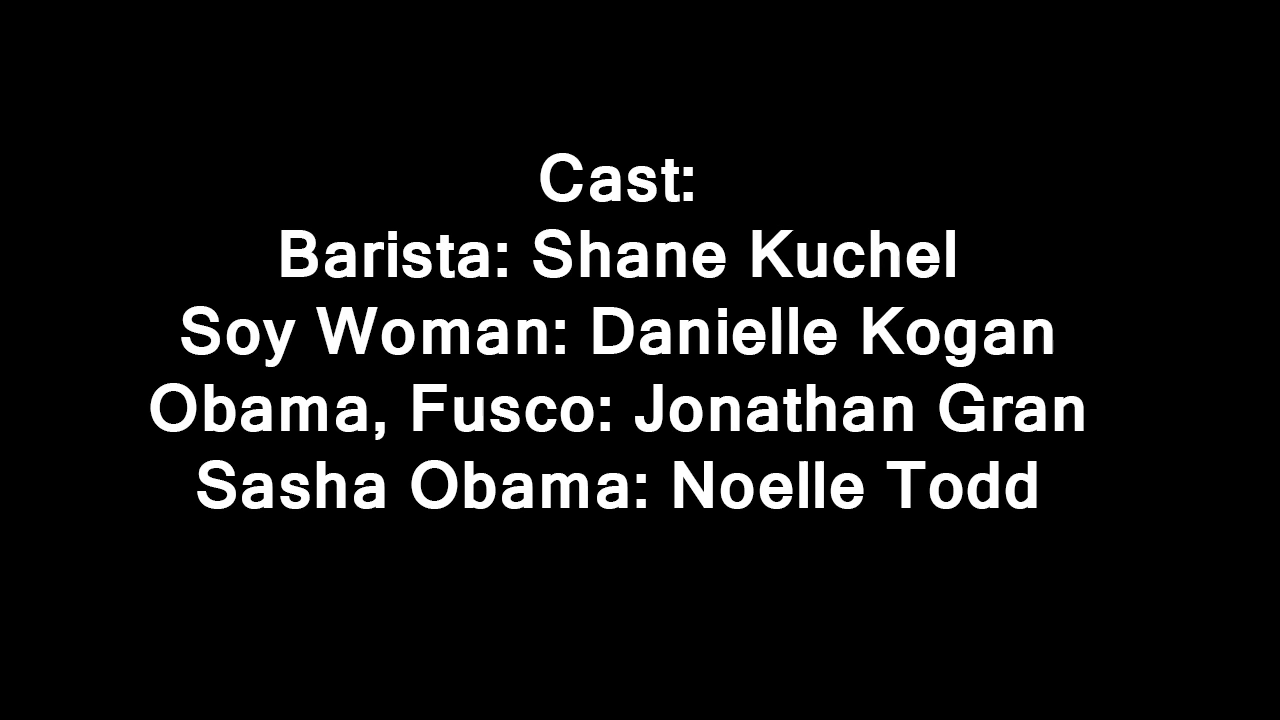 Cast:
Barista: Shane Kuchel
Soy Woman: Danielle Kogan
Obama, Fusco: Jonathan Gran
Sasha Obama: Noelle Todd